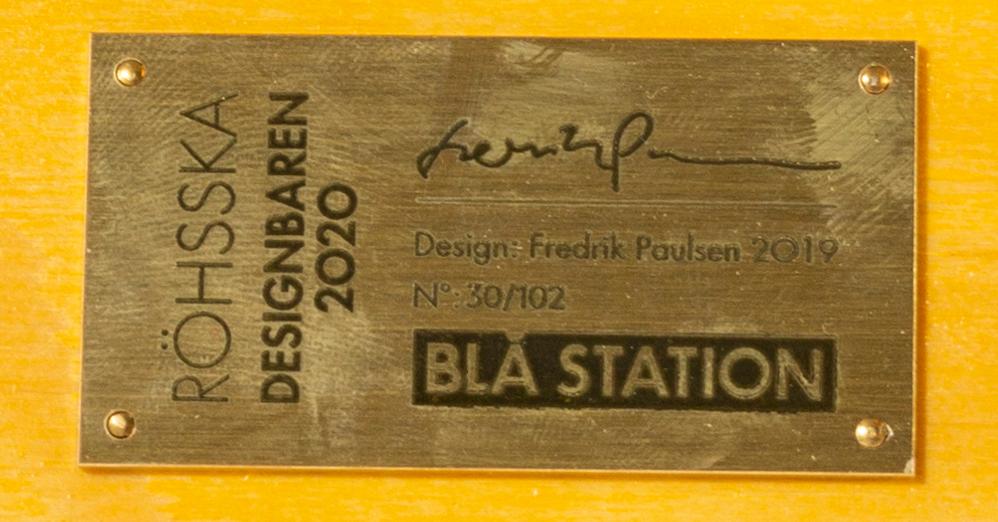 RÖHSSKA
DESIGNBAREN
2020
Design: Fredrik Paulsen 2019
N°: 30/102
BLÅ STATION